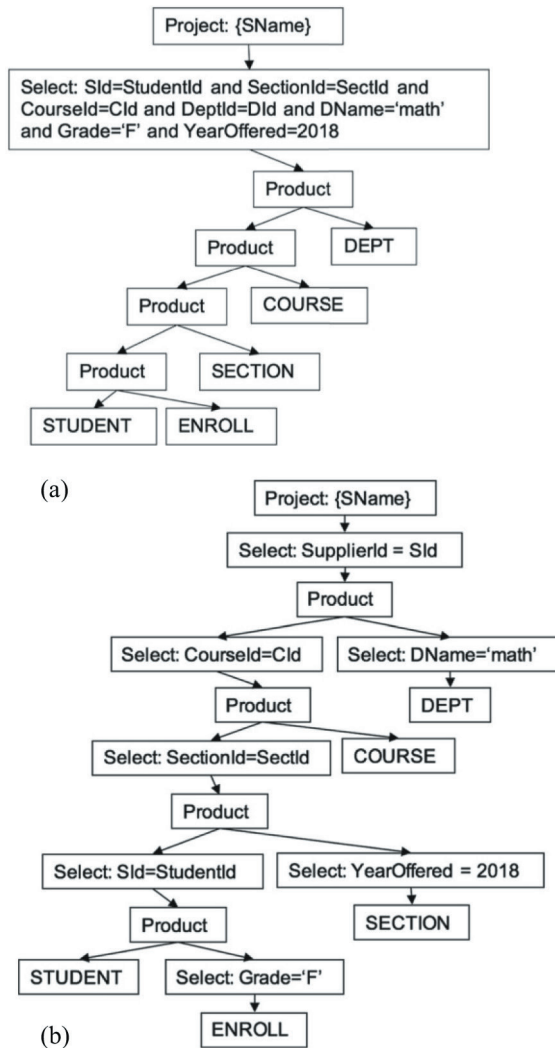 Project: {SName}
Select: SId=StudentId and SectionId=SectId and
CourseId=CId and DeptId=DId and DName=‘math’
and Grade=‘F’ and YearOffered=2018
Product
Product
DEPT
Product
COURSE
Product
SECTION
STUDENT
ENROLL
(a)
Project: {SName}
Select: SupplierId = SId
Product
Select: CourseId=CId
Select: DName=‘math’
Product
DEPT
Select: SectionId=SectId
COURSE
Product
Select: SId=StudentId
Select: YearOffered = 2018
Product
SECTION
STUDENT
Select: Grade=‘F’
ENROLL
(b)